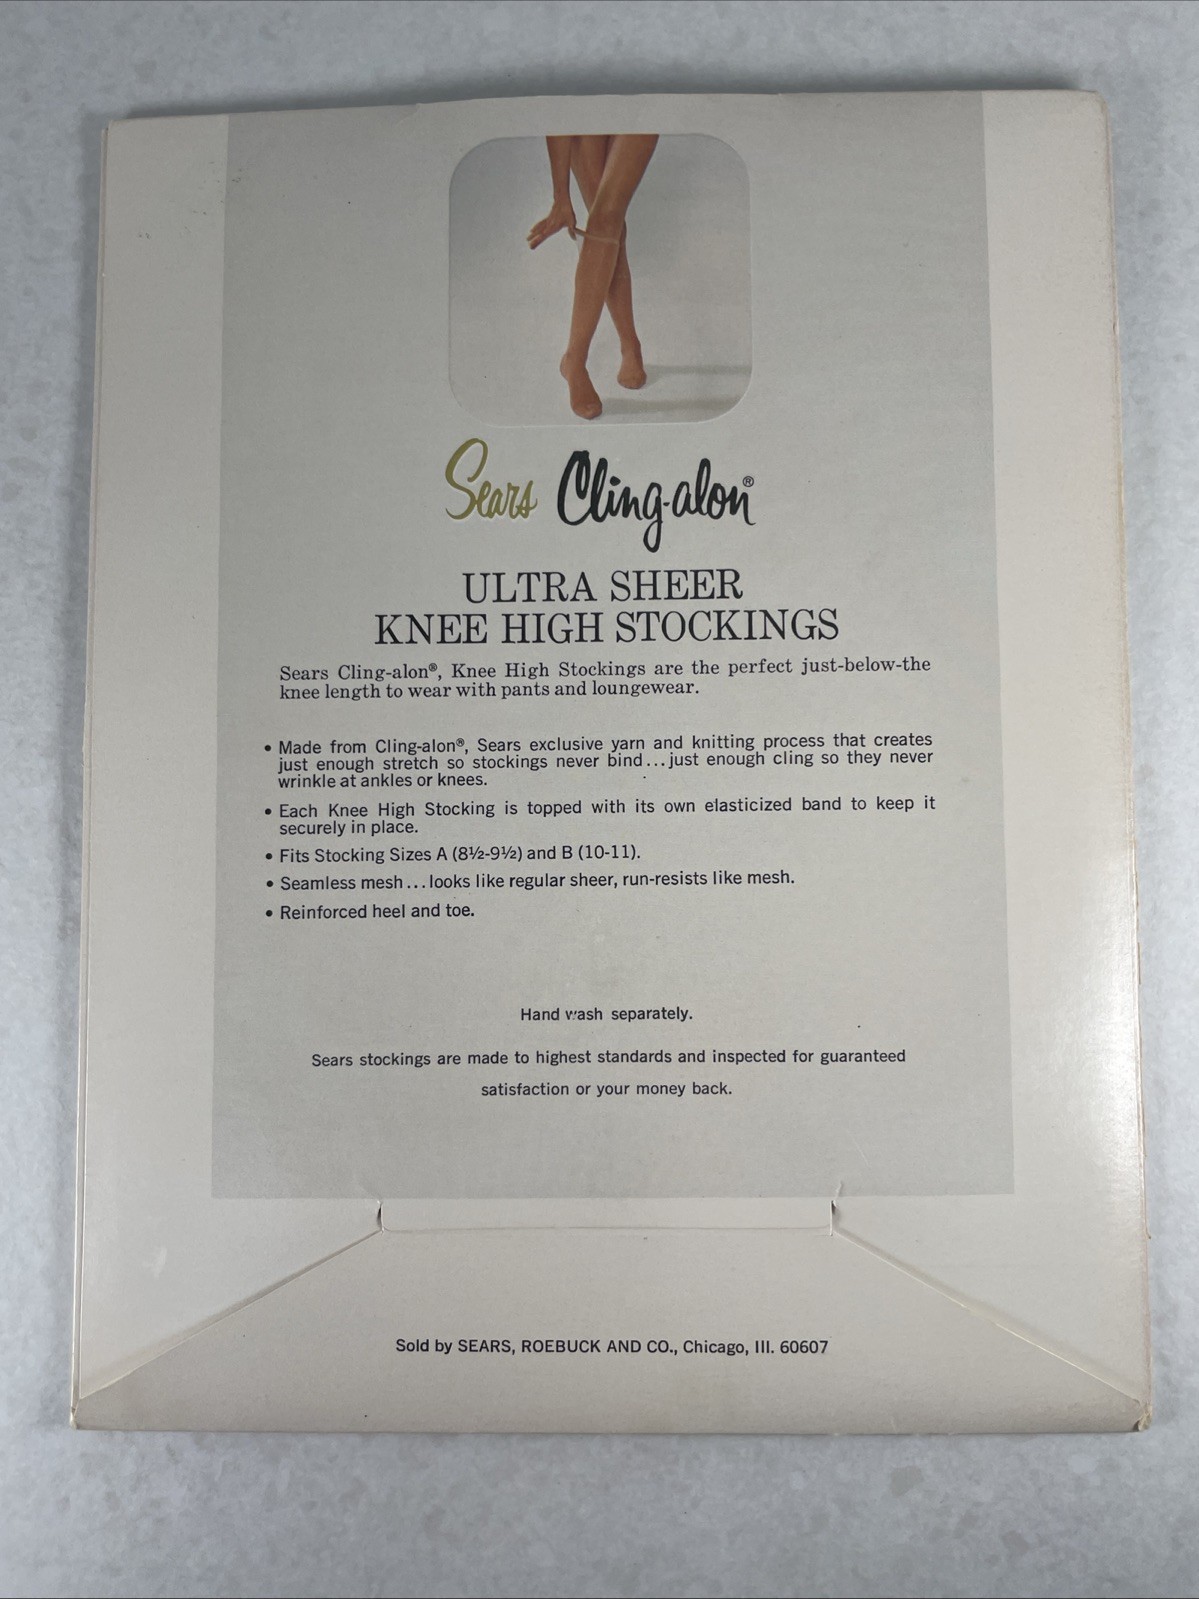 Sears Cling-alon®
ULTRA SHEER
KNEE HIGH STOCKINGS
Sears Cling-alon®, Knee High Stockings are the perfect just-below-the
knee length to wear with pants and loungewear.
• Made from Cling-alon®, Sears exclusive yarn and knitting process that creates
just enough stretch so stockings never bind...just enough cling so they never
wrinkle at ankles or knees.
• Each Knee High Stocking is topped with its own elasticized band to keep it
securely in place.
• Fits Stocking Sizes A (8½-9½) and B (10-11).
• Seamless mesh...looks like regular sheer, run-resists like mesh.
• Reinforced heel and toe.
Hand wash separately.
Sears stockings are made to highest standards and inspected for guaranteed
satisfaction or your money back.
Sold by SEARS, ROEBUCK AND CO., Chicago, Ill. 60607